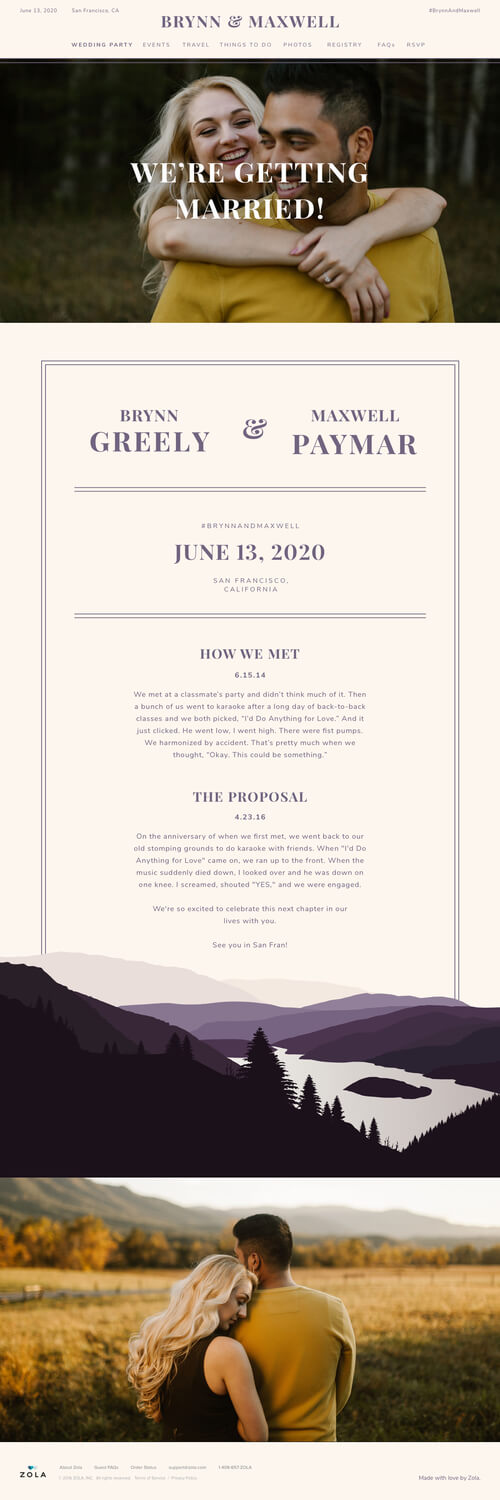 June 13, 2020 San Francisco, CA #BrynnAndMaxwell
BRYNN & MAXWELL
WEDDING PARTY EVENTS TRAVEL THINGS TO DO PHOTOS REGISTRY FAQs RSVP
WE'RE GETTING
MARRIED!
BRYNN
GREELY
&
MAXWELL
PAYMAR
#BRYNNANDMAXWELL
JUNE 13, 2020
SAN FRANCISCO,
CALIFORNIA
HOW WE MET
6.15.14
We met at a classmate's party and didn't think much of it. Then
a bunch of us went to karaoke after a long day of back-to-back
classes and we both picked, "I'd Do Anything for Love." And it
just clicked. He went low, I went high. There were fist pumps.
We harmonized by accident. That's pretty much when we
thought, "Okay. This could be something."
THE PROPOSAL
4.23.16
On the anniversary of when we first met, we went back to our
old stomping grounds to do karaoke with friends. When "I'd Do
Anything for Love" came on, we ran up to the front. When the
music suddenly died down, I looked over and he was down on
one knee. I screamed, shouted "YES," and we were engaged.
We're so excited to celebrate this next chapter in our
lives with you.
See you in San Fran!
ZOLA
About Zola Guest FAQs Order Status support@zola.com 1-408-657-ZOLA
© 2018 ZOLA, INC. All rights reserved. Terms of Service / Privacy Policy
Made with love by Zola.